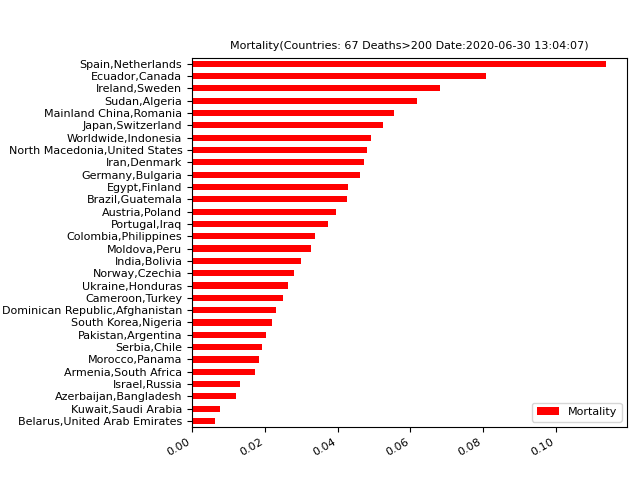 Mortality(Countries: 67 Deaths>200 Date:2020-06-30 13:04:07)
Spain,Netherlands
Ecuador,Canada
Ireland,Sweden
Sudan,Algeria
Mainland China,Romania
Japan,Switzerland
Worldwide,Indonesia
North Macedonia,United States
Iran,Denmark
Germany,Bulgaria
Egypt,Finland
Brazil,Guatemala
Austria,Poland
Portugal,Iraq
Colombia,Philippines
Moldova,Peru
India,Bolivia
Norway,Czechia
Ukraine,Honduras
Cameroon,Turkey
Dominican Republic,Afghanistan
South Korea,Nigeria
Pakistan,Argentina
Serbia,Chile
Morocco,Panama
Armenia,South Africa
Israel,Russia
Azerbaijan,Bangladesh
Kuwait,Saudi Arabia
Belarus,United Arab Emirates
Mortality
0.00 0.02 0.04 0.06 0.08 0.10